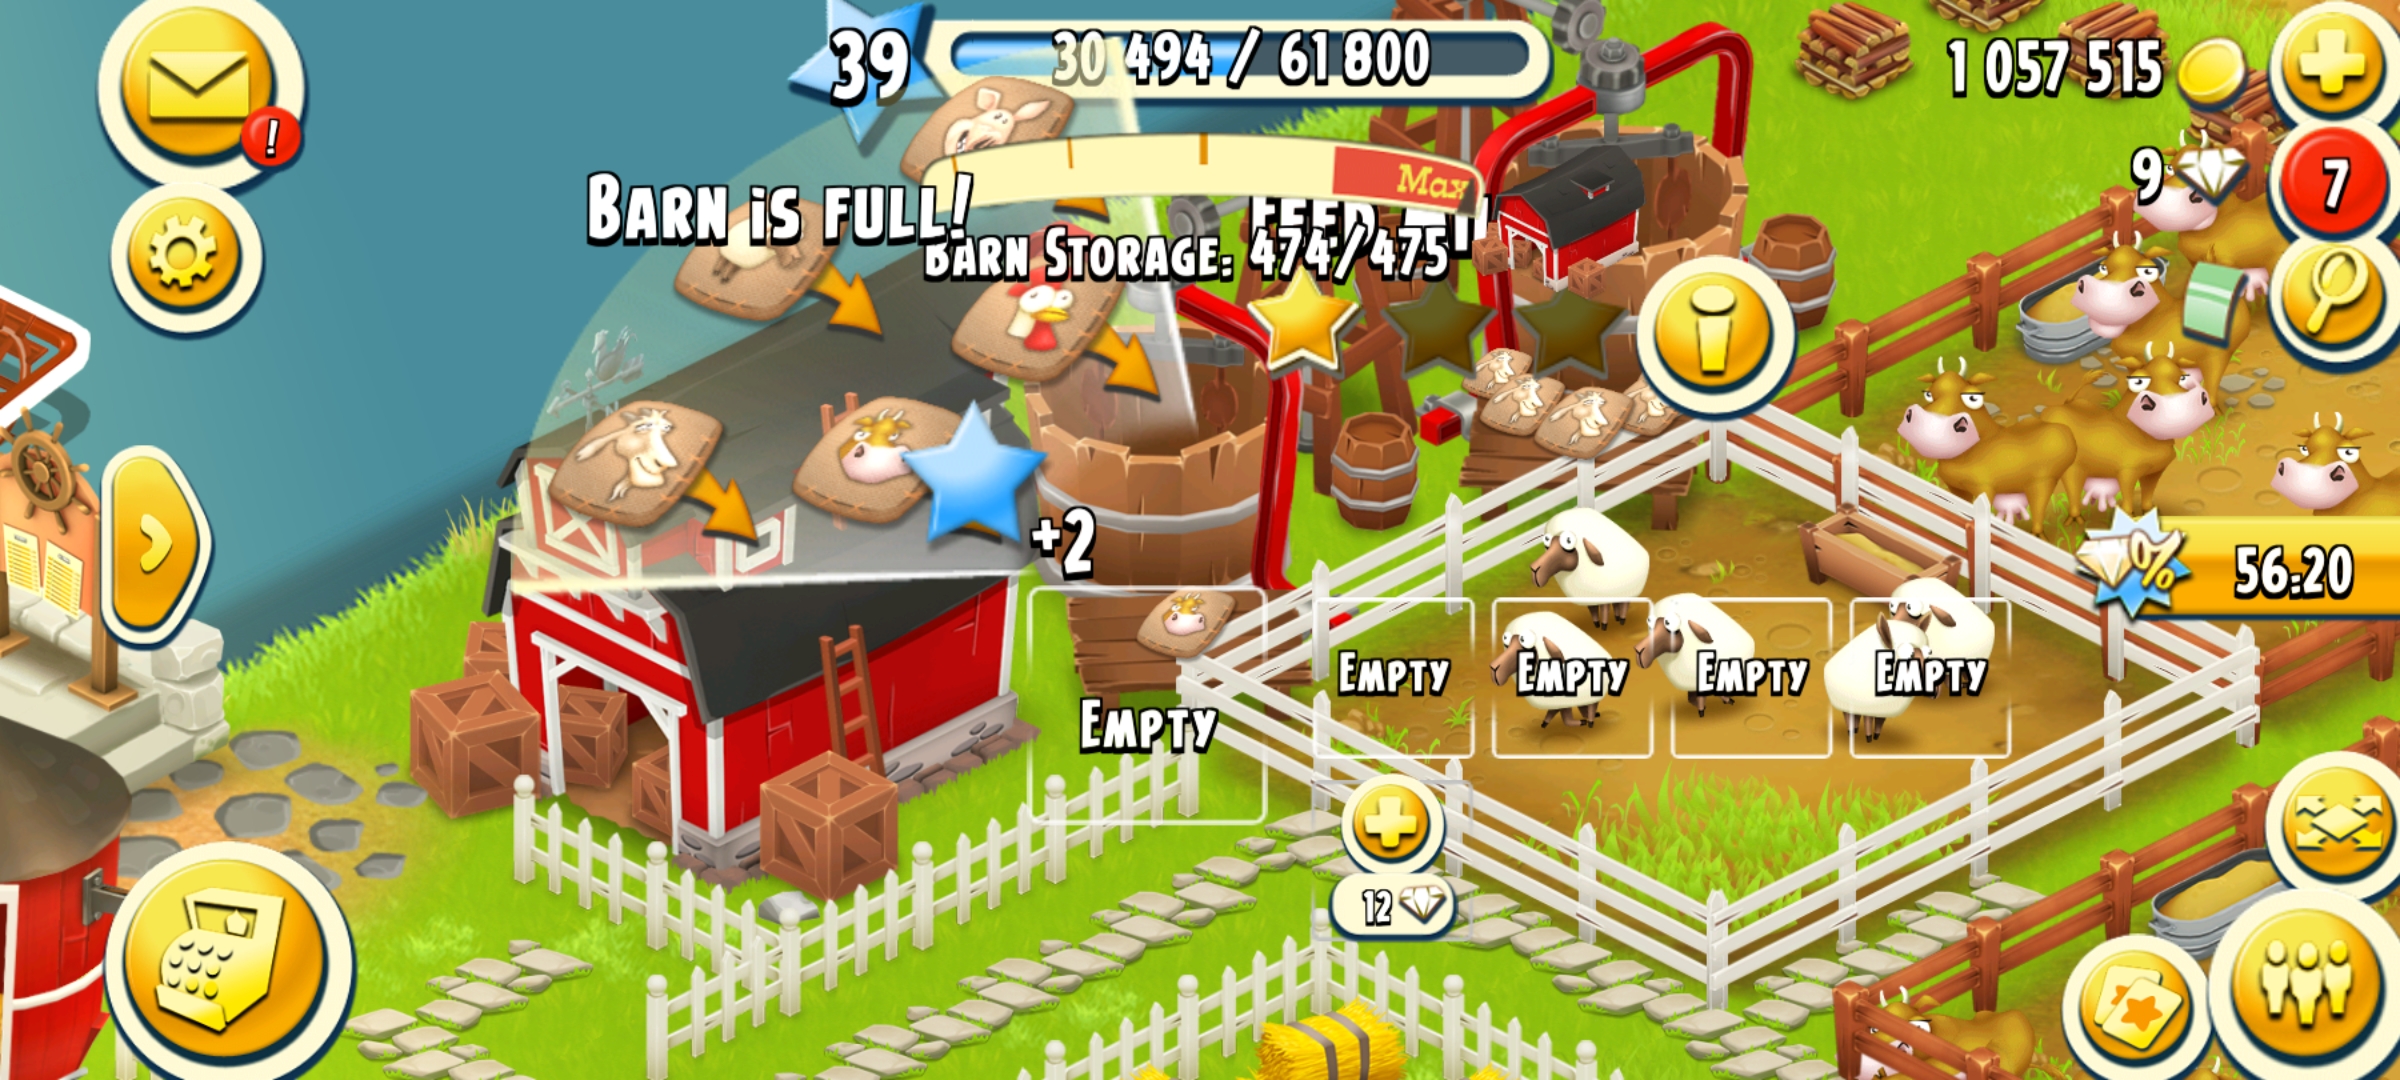 39
30 494 / 61 800
1 057 515
9
!
7
Max
BARN iS FULL!
FEED
BARN STORAGE: 474/475
+2
%
56:20
EMPTY
EMPTY
EMPTY
EMPTY
EMPTY
12